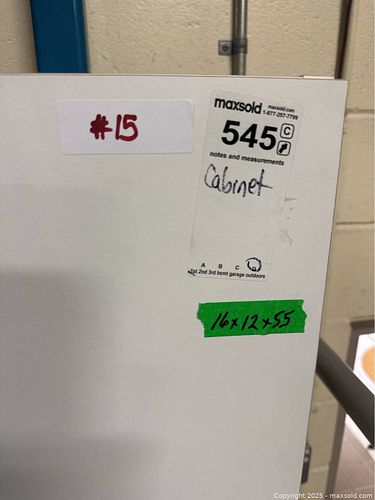 #15
maxsold maxsold.com
1-877-257-7799
545 C
notes and measurements
Cabinet
A B C D
1st 2nd 3rd bsmt garage outdoors
16x12x55
Copyright 2025 - maxsold.com